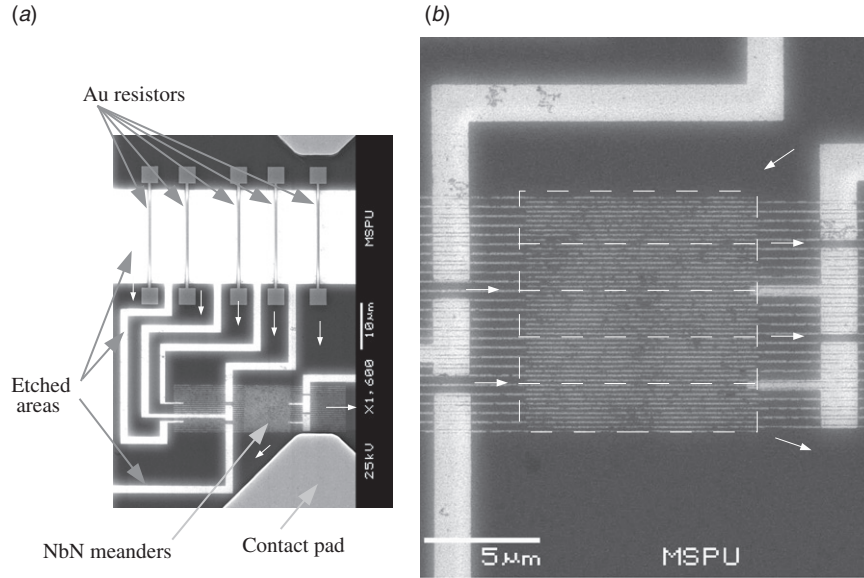 (a)
(b)
Au resistors
MSPU
10μm
X1,600
25kV
Etched
areas
NbN meanders
Contact pad
5μm
MSPU